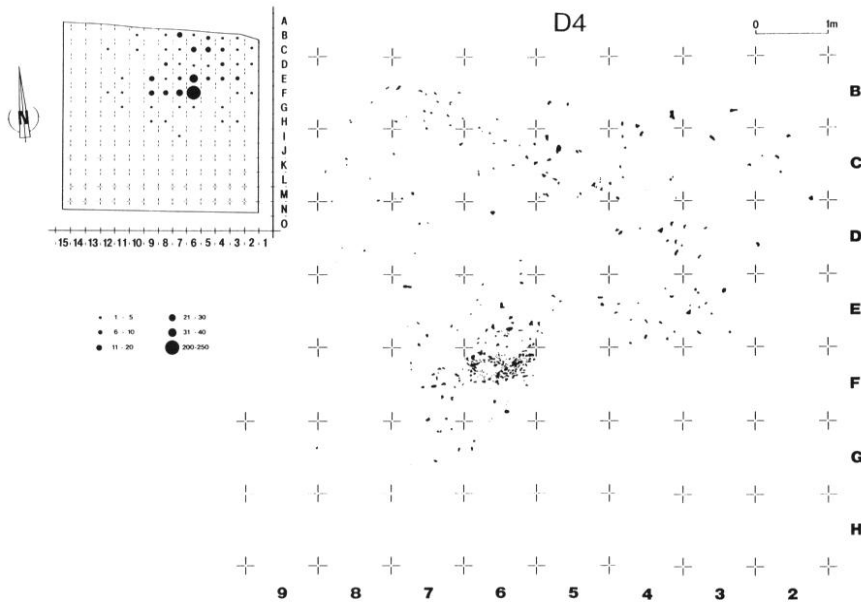 D4
0 1m
A
B
C
D
E
F
G
H
I
J
K
L
M
N
O
N
15 14 13 12 11 10 9 8 7 6 5 4 3 2 1
1 - 5
6 - 10
11 - 20
21 - 30
31 - 40
200-250
B
C
D
E
F
G
H
9 8 7 6 5 4 3 2